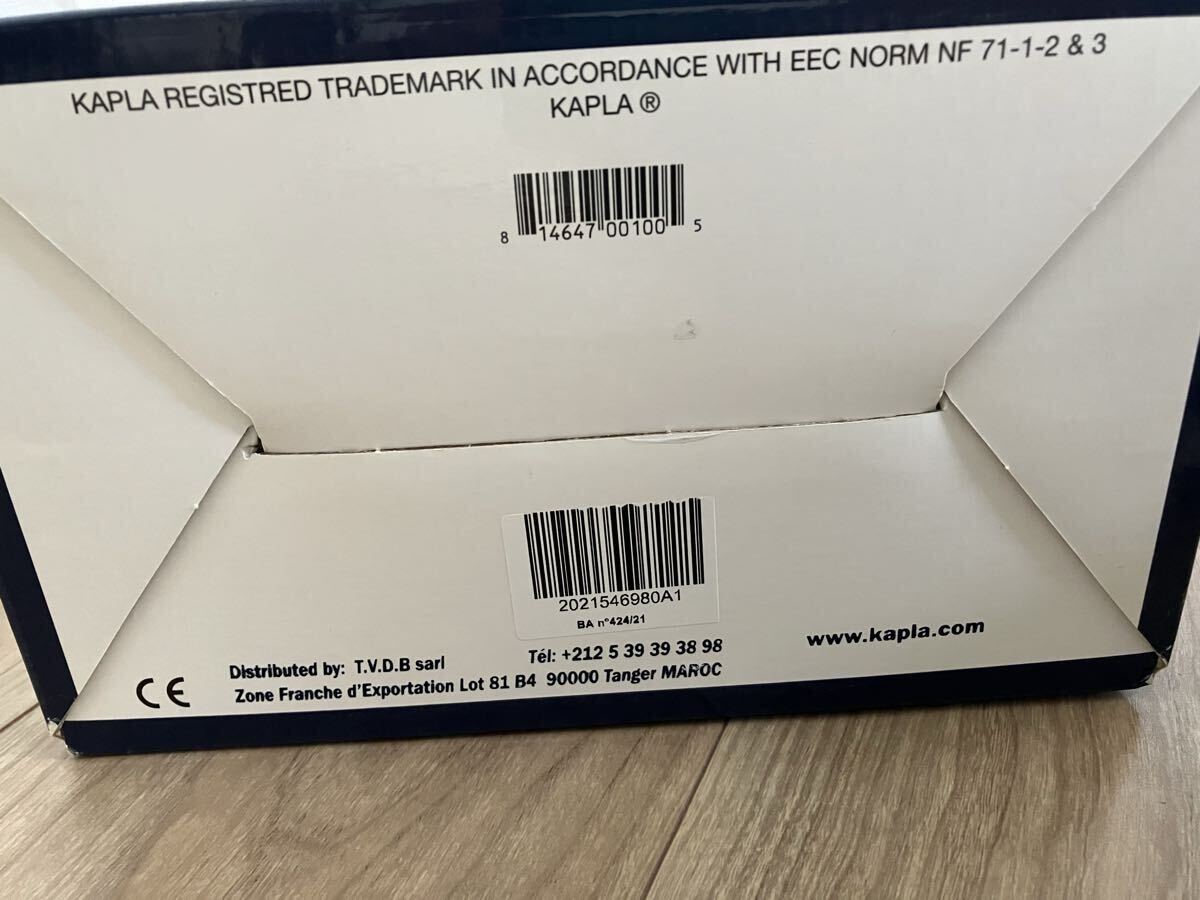 KAPLA REGISTRED TRADEMARK IN ACCORDANCE WITH EEC NORM NF 71-1-2 & 3
KAPLA ®
8 14647 00100 5
2021546980A1
BA n°424/21
Distributed by: T.V.D.B sarl Tél: +212 5 39 39 38 98
Zone Franche d'Exportation Lot 81 B4 90000 Tanger MAROC
www.kapla.com
CE